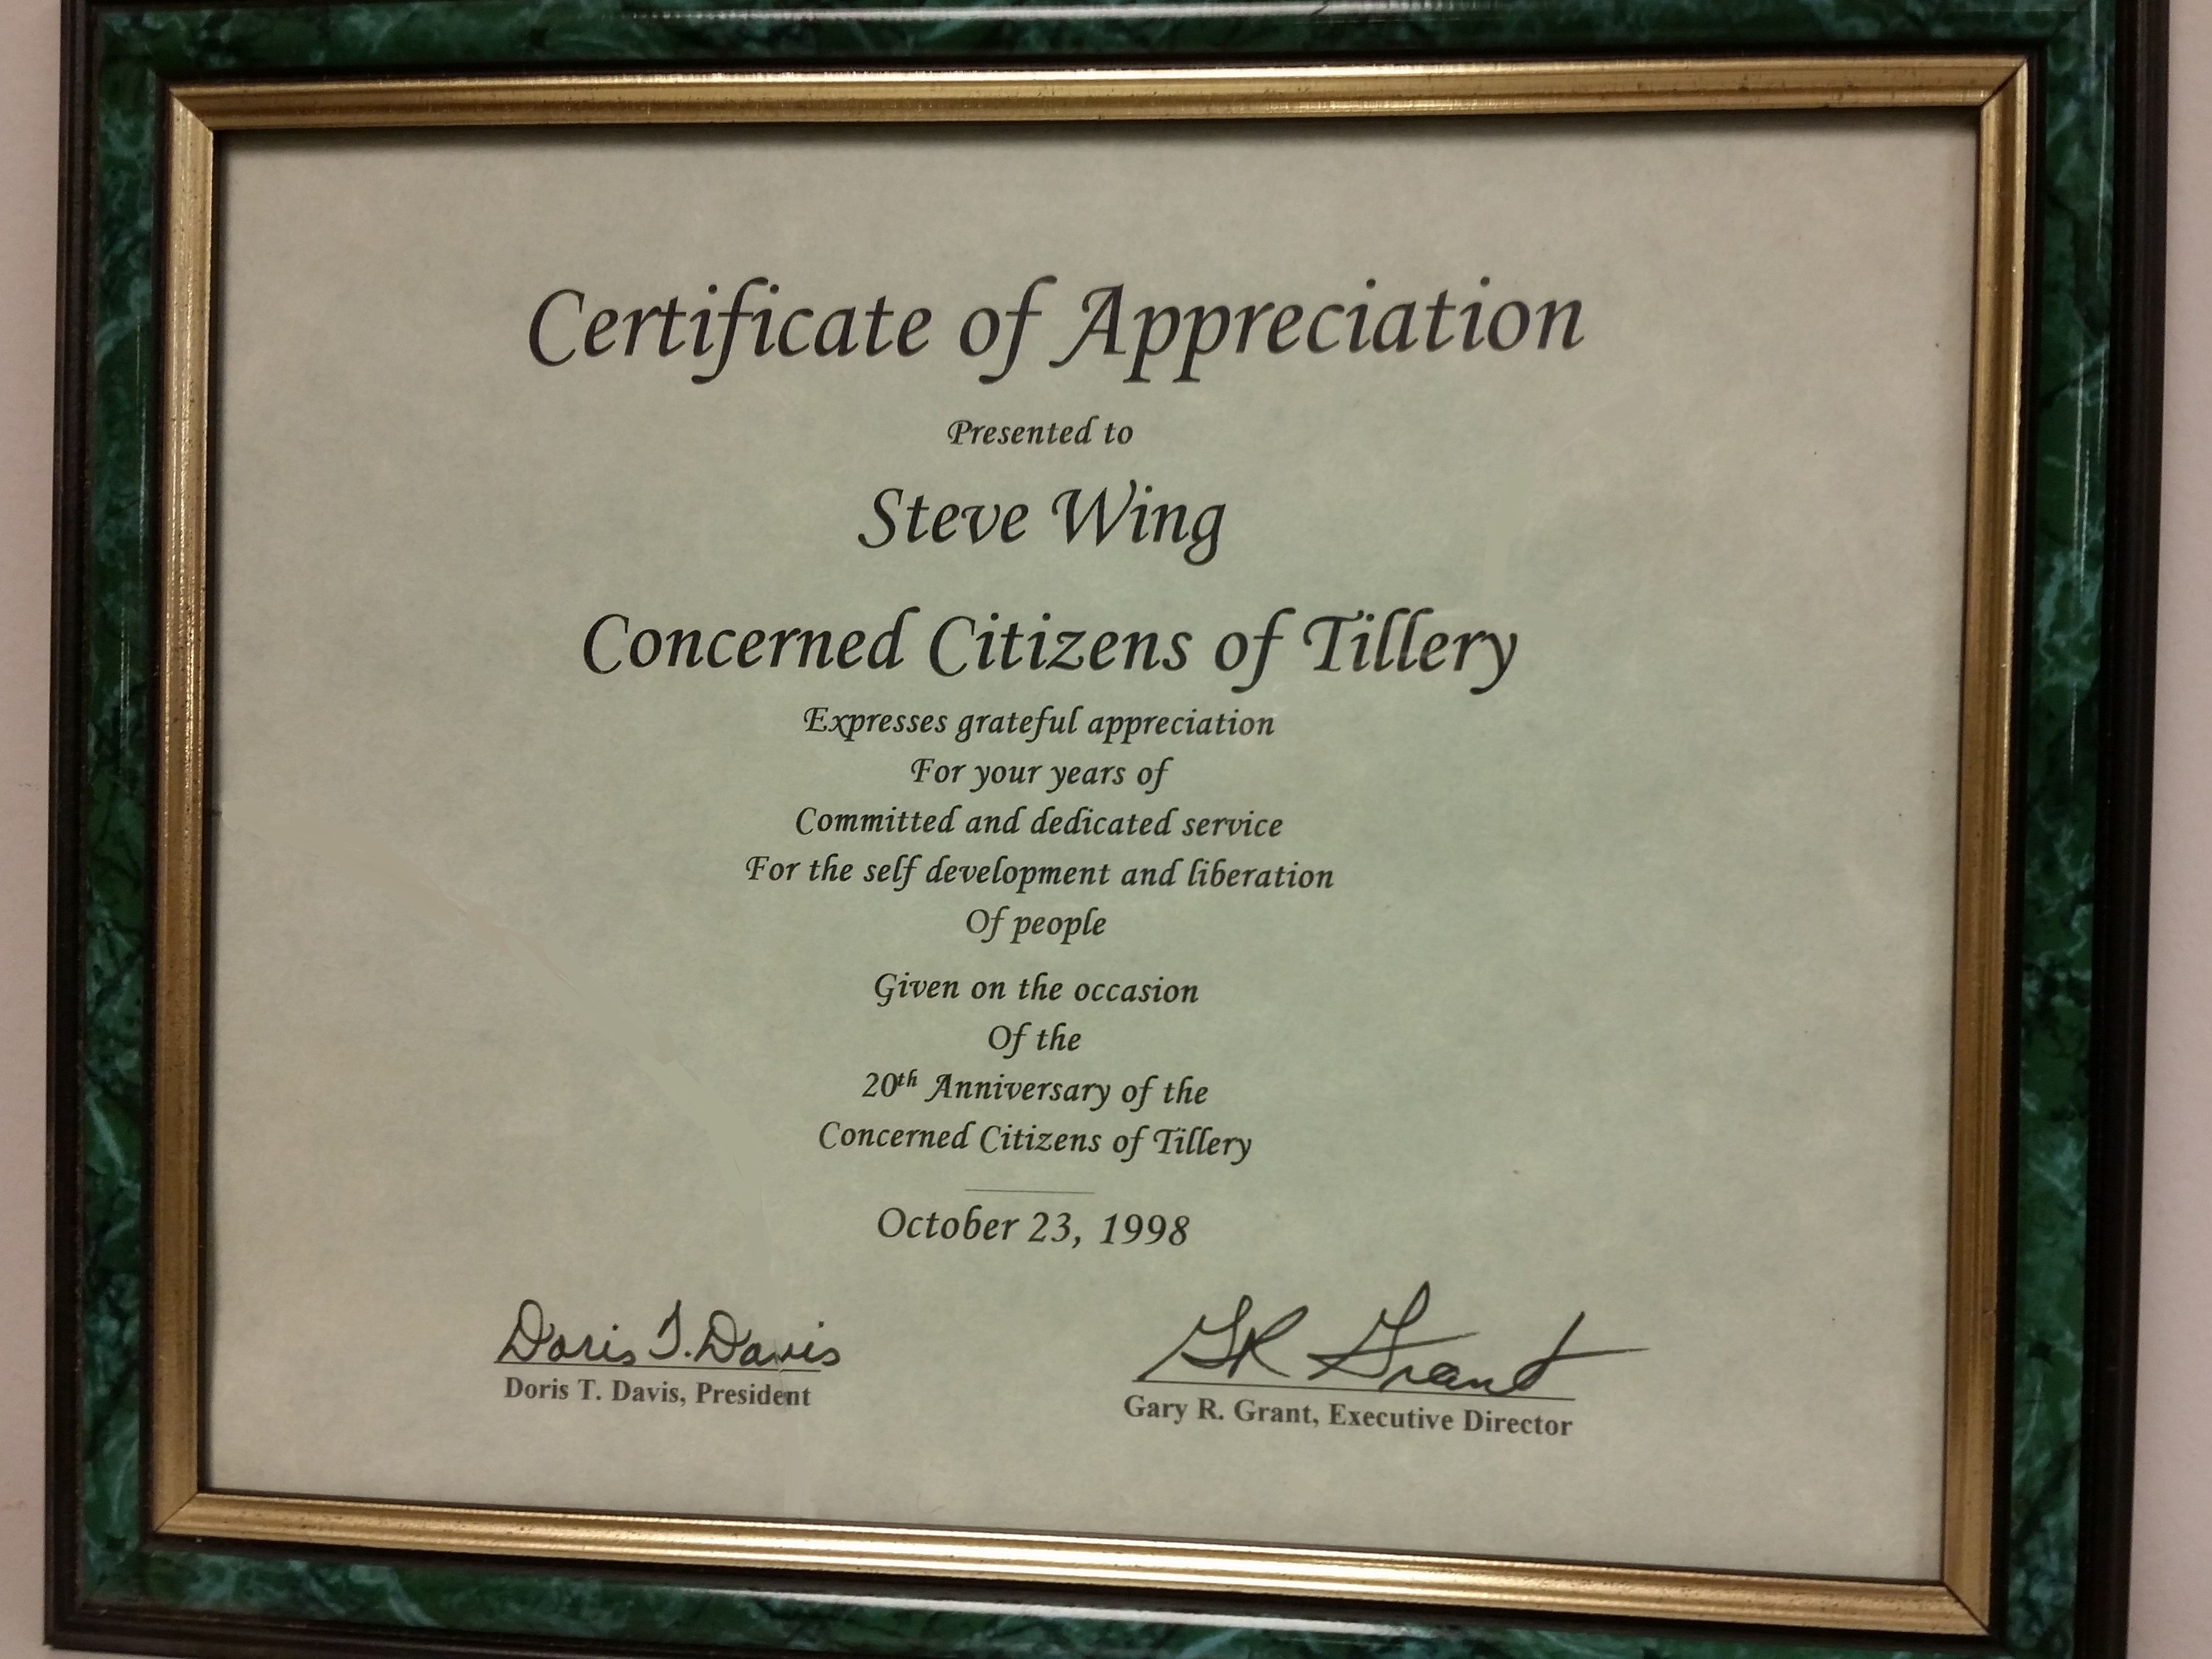 Certificate of Appreciation
Presented to
Steve Wing
Concerned Citizens of Tillery
Expresses grateful appreciation
For your years of
Committed and dedicated service
For the self development and liberation
Of people
Given on the occasion
Of the
20th Anniversary of the
Concerned Citizens of Tillery
October 23, 1998
Doris T. Davis GR Grant
Doris T. Davis, President Gary R. Grant, Executive Director